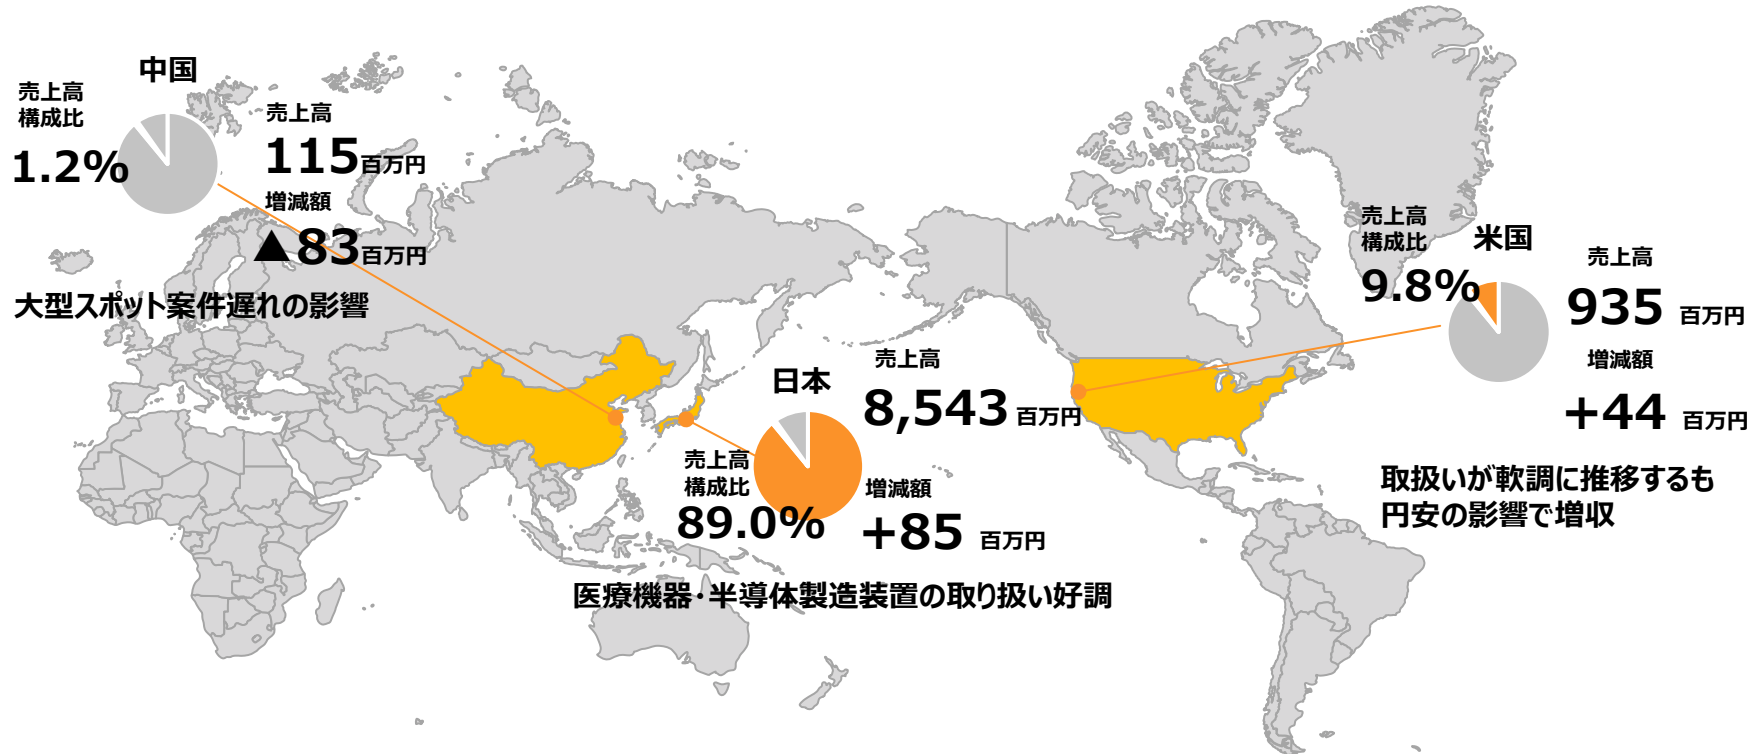 中国
売上高
構成比
1.2%
売上高
115百万円
増減額
▲83百万円
大型スポット案件遅れの影響
日本
売上高
8,543 百万円
売上高
構成比
89.0%
増減額
+85 百万円
医療機器・半導体製造装置の取り扱い好調
米国
売上高
構成比
9.8%
売上高
935 百万円
増減額
+44 百万円
取扱いが軟調に推移するも
円安の影響で増収